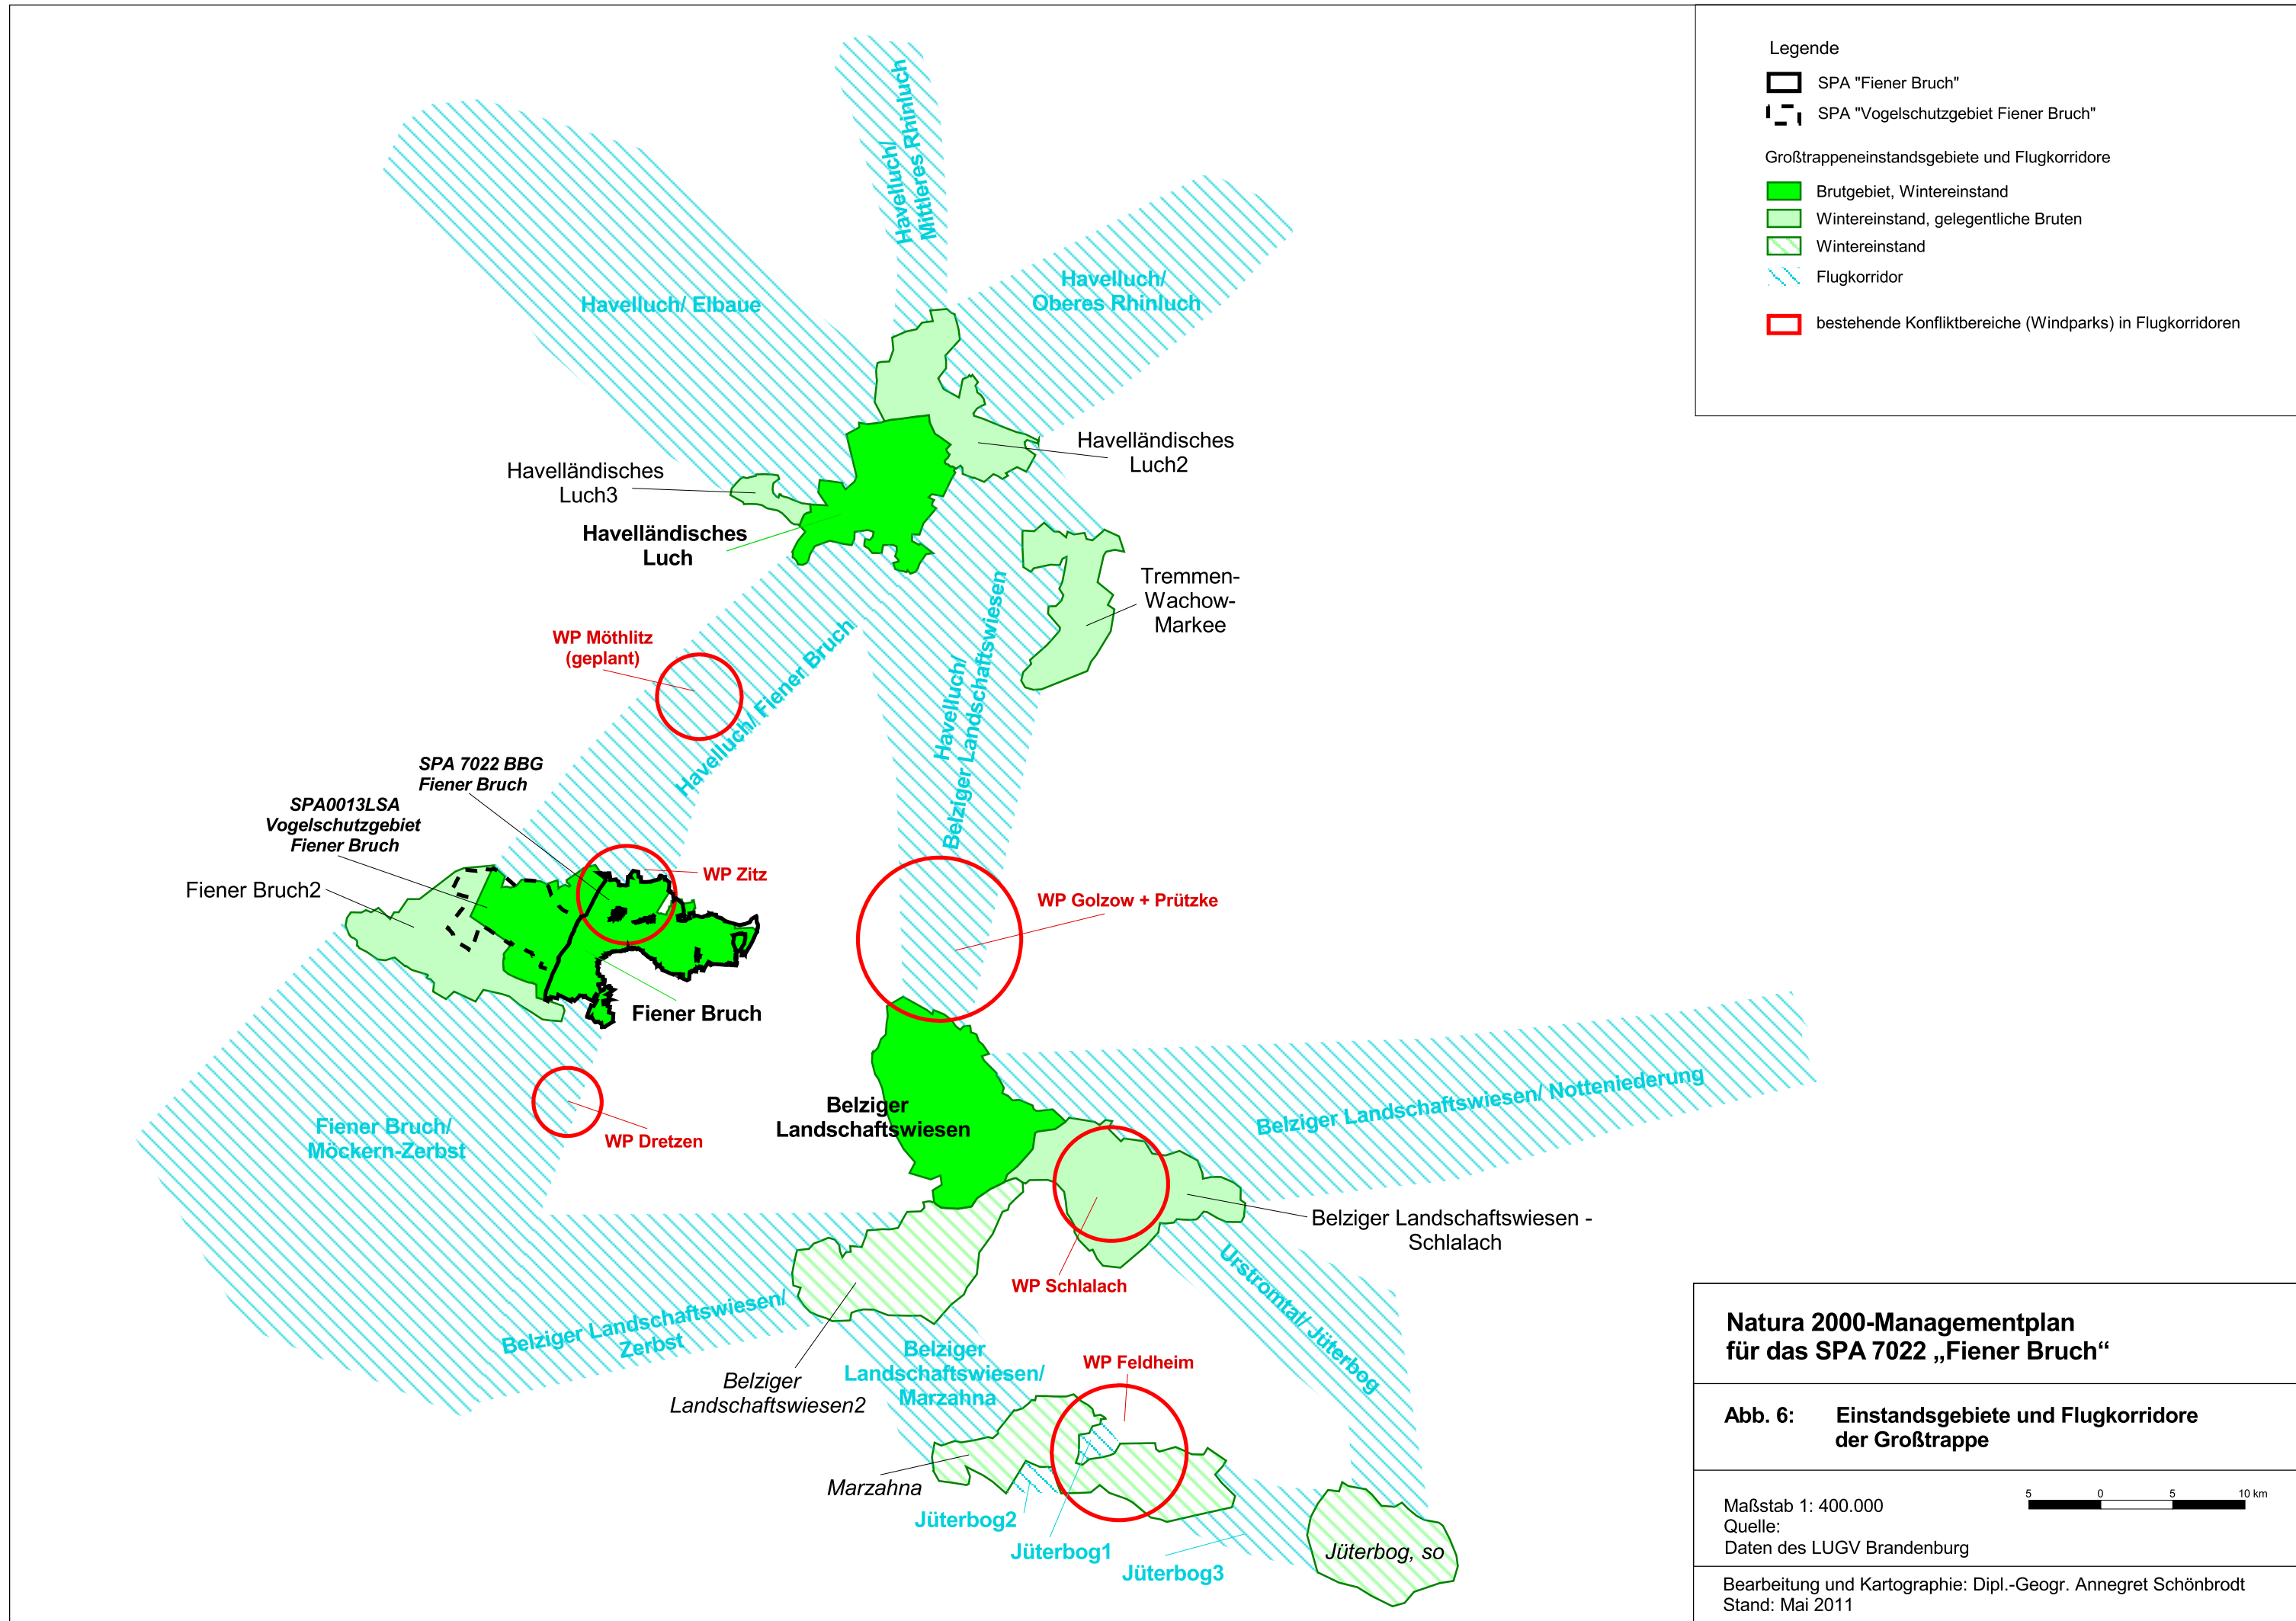 Legende
SPA "Fiener Bruch"
SPA "Vogelschutzgebiet Fiener Bruch"
Großtrappeneinstandsgebiete und Flugkorridore
Brutgebiet, Wintereinstand
Wintereinstand, gelegentliche Bruten
Wintereinstand
Flugkorridor
bestehende Konfliktbereiche (Windparks) in Flugkorridoren
Havelluch/
Mittleres Rhinluch
Havelluch/ Elbaue
Havelluch/
Oberes Rhinluch
Havelländisches
Luch2
Havelländisches
Luch3
Havelländisches
Luch
Tremmen-
Wachow-
Markee
WP Möthlitz
(geplant)
Havelluch/ Fiener Bruch
Havelluch/
Belziger Landschaftswiesen
SPA 7022 BBG
Fiener Bruch
SPA0013LSA
Vogelschutzgebiet
Fiener Bruch
Fiener Bruch2
WP Zitz
WP Golzow + Prützke
Fiener Bruch
Belziger
Landschaftswiesen
Belziger Landschaftswiesen/ Notteniederung
Fiener Bruch/
Möckern-Zerbst
WP Dretzen
Belziger Landschaftswiesen -
Schlalach
WP Schlalach
Urstromtal/ Jüterbog
Belziger Landschaftswiesen/
Zerbst
Belziger
Landschaftswiesen/
Marzahna
WP Feldheim
Belziger
Landschaftswiesen2
Marzahna
Jüterbog2
Jüterbog1
Jüterbog3
Jüterbog, so
Natura 2000-Managementplan
für das SPA 7022 „Fiener Bruch“
Abb. 6: Einstandsgebiete und Flugkorridore
der Großtrappe
5 0 5 10 km
Maßstab 1: 400.000
Quelle:
Daten des LUGV Brandenburg
Bearbeitung und Kartographie: Dipl.-Geogr. Annegret Schönbrodt
Stand: Mai 2011